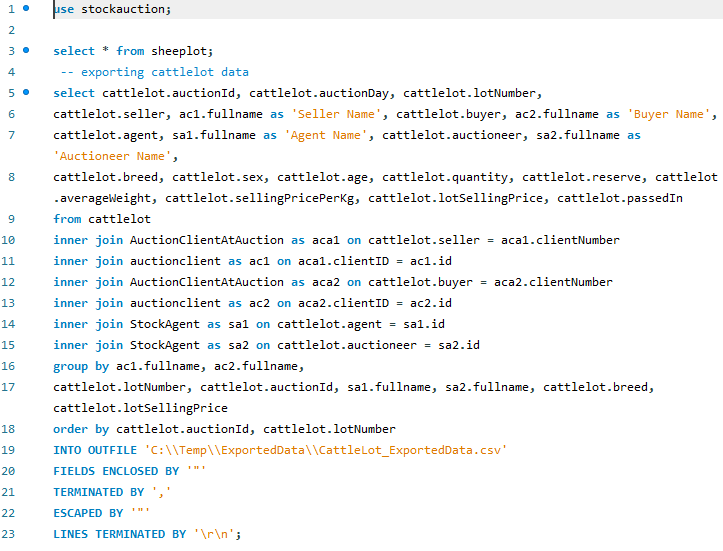 1 use stockauction;
2
3 select * from sheeplot;
4 -- exporting cattlelot data
5 select cattlelot.auctionId, cattlelot.auctionDay, cattlelot.lotNumber,
6 cattlelot.seller, ac1.fullname as 'Seller Name', cattlelot.buyer, ac2.fullname as 'Buyer Name',
7 cattlelot.agent, sa1.fullname as 'Agent Name', cattlelot.auctioneer, sa2.fullname as
'Auctioneer Name',
8 cattlelot.breed, cattlelot.sex, cattlelot.age, cattlelot.quantity, cattlelot.reserve, cattlelot
.averageWeight, cattlelot.sellingPricePerKg, cattlelot.lotSellingPrice, cattlelot.passedIn
9 from cattlelot
10 inner join AuctionClientAtAuction as aca1 on cattlelot.seller = aca1.clientNumber
11 inner join auctionclient as ac1 on aca1.clientID = ac1.id
12 inner join AuctionClientAtAuction as aca2 on cattlelot.buyer = aca2.clientNumber
13 inner join auctionclient as ac2 on aca2.clientID = ac2.id
14 inner join StockAgent as sa1 on cattlelot.agent = sa1.id
15 inner join StockAgent as sa2 on cattlelot.auctioneer = sa2.id
16 group by ac1.fullname, ac2.fullname,
17 cattlelot.lotNumber, cattlelot.auctionId, sa1.fullname, sa2.fullname, cattlelot.breed,
cattlelot.lotSellingPrice
18 order by cattlelot.auctionId, cattlelot.lotNumber
19 INTO OUTFILE 'C:\\Temp\\ExportedData\\CattleLot_ExportedData.csv'
20 FIELDS ENCLOSED BY '"'
21 TERMINATED BY ','
22 ESCAPED BY '"'
23 LINES TERMINATED BY '\r\n';